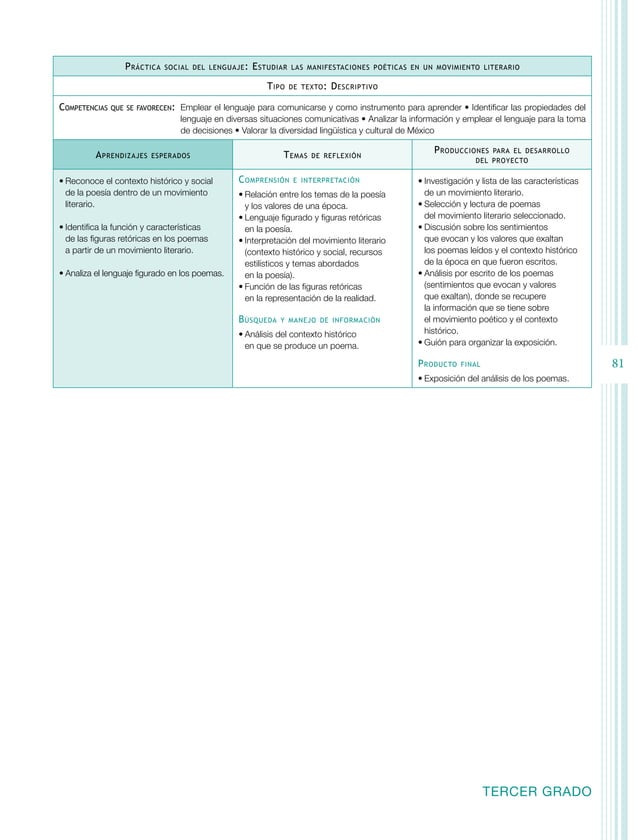 Práctica social del lenguaje: Estudiar las manifestaciones poéticas en un movimiento literario
Tipo de texto: Descriptivo
Competencias que se favorecen: Emplear el lenguaje para comunicarse y como instrumento para aprender • Identificar las propiedades del
lenguaje en diversas situaciones comunicativas • Analizar la información y emplear el lenguaje para la toma
de decisiones • Valorar la diversidad lingüística y cultural de México
Aprendizajes esperados
• Reconoce el contexto histórico y social
de la poesía dentro de un movimiento
literario.
• Identifica la función y características
de las figuras retóricas en los poemas
a partir de un movimiento literario.
• Analiza el lenguaje figurado en los poemas.
Temas de reflexión
Comprensión e interpretación
• Relación entre los temas de la poesía
y los valores de una época.
• Lenguaje figurado y figuras retóricas
en la poesía.
• Interpretación del movimiento literario
(contexto histórico y social, recursos
estilísticos y temas abordados
en la poesía).
• Función de las figuras retóricas
en la representación de la realidad.
Búsqueda y manejo de información
• Análisis del contexto histórico
en que se produce un poema.
Producciones para el desarrollo
del proyecto
• Investigación y lista de las características
de un movimiento literario.
• Selección y lectura de poemas
del movimiento literario seleccionado.
• Discusión sobre los sentimientos
que evocan y los valores que exaltan
los poemas leídos y el contexto histórico
de la época en que fueron escritos.
• Análisis por escrito de los poemas
(sentimientos que evocan y valores
que exaltan), donde se recupere
la información que se tiene sobre
el movimiento poético y el contexto
histórico.
• Guión para organizar la exposición.
Producto final
• Exposición del análisis de los poemas.
81
TERCER GRADO